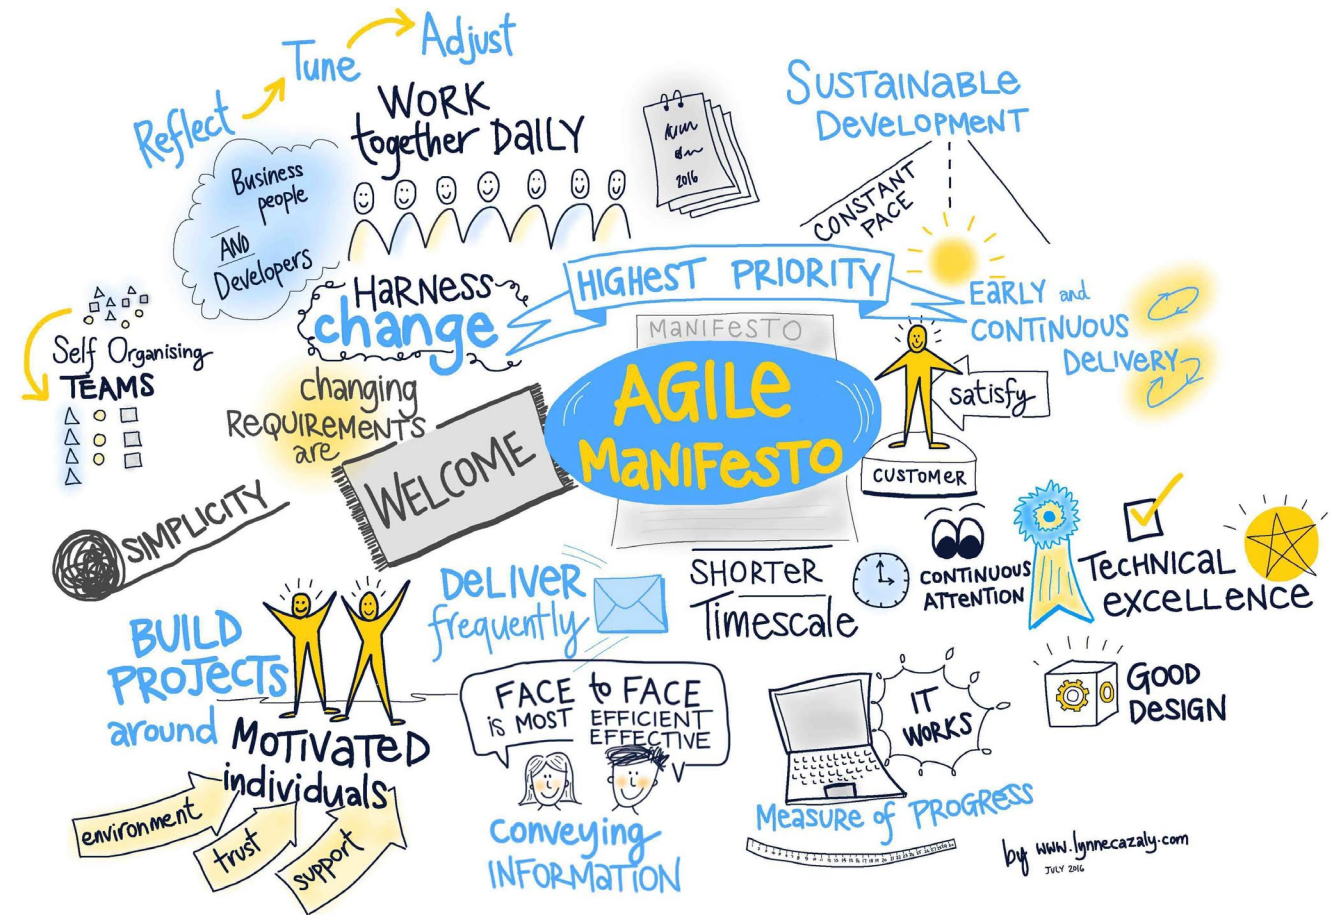 Reflect
Tune
Adjust
WORK
together DAILY
Business
people
AND
Developers
2016
SUSTAINABLE
DEVELOPMENT
CONSTANT
PACE
HIGHEST PRIORITY
EARLY and
CONTINUOUS
DELIVERY
HARNESS
change
changing
REQUIREMENTS
are
WELCOME
Self Organising
TEAMS
MANIFESTO
AGILE
MANIFESTO
satisfy
CUSTOMER
SIMPLICITY
DELIVER
frequently
SHORTER
Timescale
CONTINUOUS
ATTENTION
TECHNICAL
EXCELLENCE
GOOD
DESIGN
BUILD
PROJECTS
around
MOTIVATED
individuals
environment
trust
support
FACE to FACE
IS MOST EFFICIENT
EFFECTIVE
Conveying
INFORMATION
IT
WORKS
Measure of PROGRESS
by www.lynnecazaly.com
JULY 2016